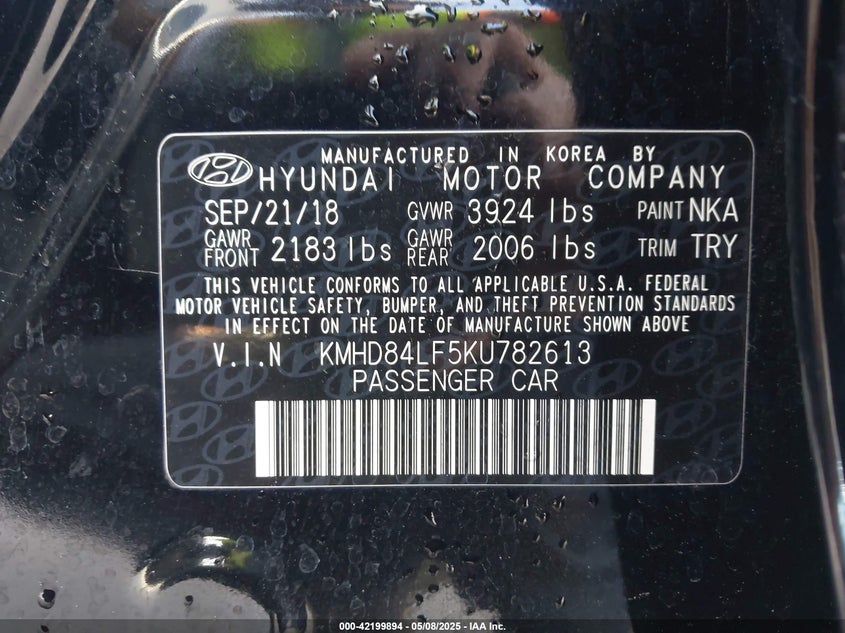 MANUFACTURED IN KOREA BY
HYUNDAI MOTOR COMPANY
SEP/21/18 GVWR 3924 lbs PAINT NKA
GAWR FRONT 2183 lbs GAWR REAR 2006 lbs TRIM TRY
THIS VEHICLE CONFORMS TO ALL APPLICABLE U.S.A. FEDERAL
MOTOR VEHICLE SAFETY, BUMPER, AND THEFT PREVENTION STANDARDS
IN EFFECT ON THE DATE OF MANUFACTURE SHOWN ABOVE
V.I.N KMHD84LF5KU782613
PASSENGER CAR
000-42199894 - 05/08/2025 - IAA Inc.